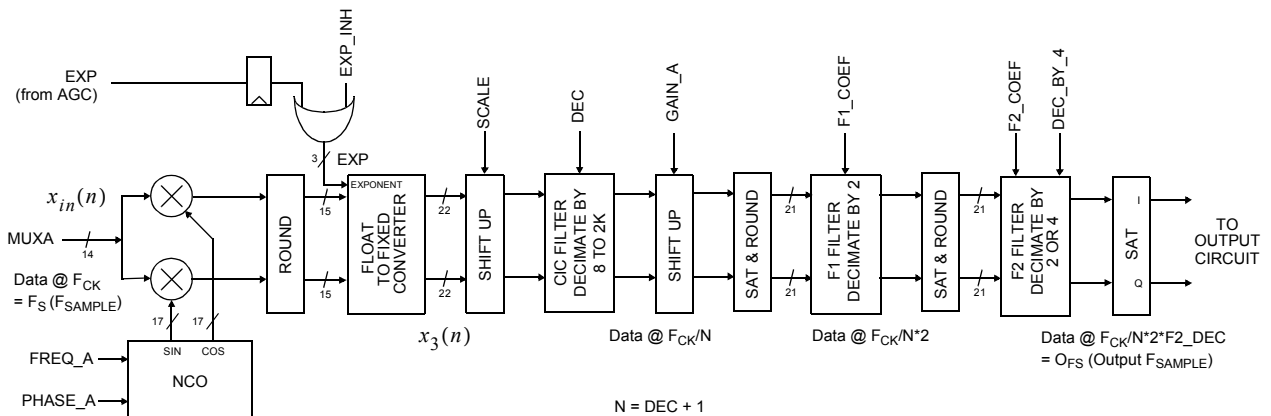 EXP
(from AGC)
EXP_INH
3
EXP
SCALE
DEC
GAIN_A
F1_COEF
F2_COEF
DEC_BY_4
x_in(n)
MUXA
14
Data @ F_CK
= F_S (F_SAMPLE)
ROUND
15
15
EXPONENT
FLOAT
TO FIXED
CONVERTER
22
22
SHIFT UP
CIC FILTER
DECIMATE BY
8 TO 2K
SHIFT UP
SAT & ROUND
21
21
F1 FILTER
DECIMATE BY 2
SAT & ROUND
21
21
F2 FILTER
DECIMATE BY
2 OR 4
SAT
I
Q
TO
OUTPUT
CIRCUIT
17
17
SIN
COS
NCO
FREQ_A
PHASE_A
x_3(n)
Data @ F_CK/N
Data @ F_CK/N*2
Data @ F_CK/N*2*F2_DEC
= O_FS (Output F_SAMPLE)
N = DEC + 1